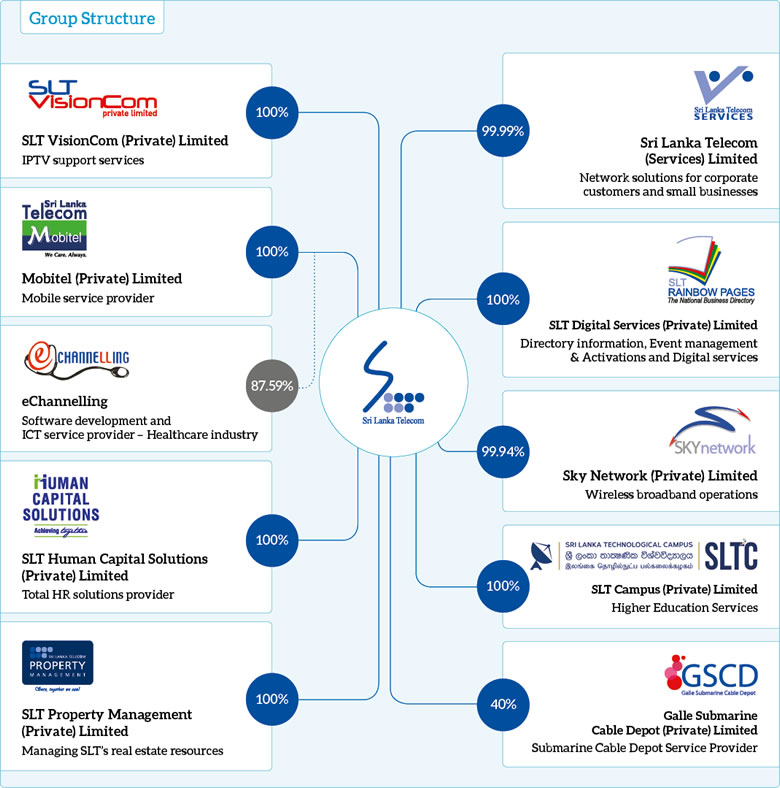 Group Structure
SLT
VisionCom
private limited
100%
SLT VisionCom (Private) Limited
IPTV support services
Sri Lanka
Telecom
Mobitel
We Care. Always.
100%
Mobitel (Private) Limited
Mobile service provider
e CHANNELLING
87.59%
eChannelling
Software development and
ICT service provider – Healthcare industry
HUMAN
CAPITAL
SOLUTIONS
Achieving
100%
SLT Human Capital Solutions
(Private) Limited
Total HR solutions provider
SRI LANKA TELECOM
PROPERTY
MANAGEMENT
100%
SLT Property Management
(Private) Limited
Managing SLT's real estate resources
Sri Lanka Telecom
Sri Lanka Telecom
SERVICES
99.99%
Sri Lanka Telecom
(Services) Limited
Network solutions for corporate
customers and small businesses
SLT
RAINBOW PAGES
The National Business Directory
100%
SLT Digital Services (Private) Limited
Directory information, Event management
& Activations and Digital services
SKYnetwork
99.94%
Sky Network (Private) Limited
Wireless broadband operations
SRI LANKA TECHNOLOGICAL CAMPUS
ශ්‍රී ලංකා තාක්ෂණික විශ්වවිද්‍යාලය
இலங்கை தொழில்நுட்ப பல்கலைக்கழகம்
SLTC
100%
SLT Campus (Private) Limited
Higher Education Services
GSCD
Galle Submarine Cable Depot
40%
Galle Submarine
Cable Depot (Private) Limited
Submarine Cable Depot Service Provider